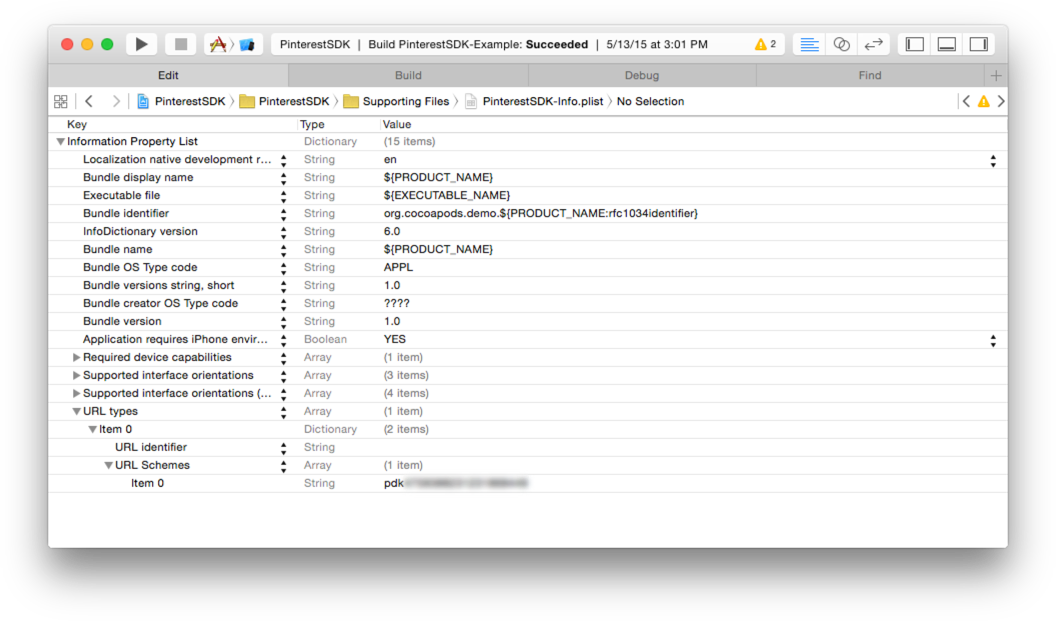 PinterestSDK | Build PinterestSDK-Example: Succeeded | 5/13/15 at 3:01 PM 2
Edit Build Debug Find
PinterestSDK PinterestSDK Supporting Files PinterestSDK-Info.plist No Selection
Key Type Value
Information Property List Dictionary (15 items)
Localization native development r... String en
Bundle display name String ${PRODUCT_NAME}
Executable file String ${EXECUTABLE_NAME}
Bundle identifier String org.cocoapods.demo.${PRODUCT_NAME:rfc1034identifier}
InfoDictionary version String 6.0
Bundle name String ${PRODUCT_NAME}
Bundle OS Type code String APPL
Bundle versions string, short String 1.0
Bundle creator OS Type code String ????
Bundle version String 1.0
Application requires iPhone envir... Boolean YES
Required device capabilities Array (1 item)
Supported interface orientations Array (3 items)
Supported interface orientations (... Array (4 items)
URL types Array (1 item)
Item 0 Dictionary (2 items)
URL identifier String
URL Schemes Array (1 item)
Item 0 String pdk